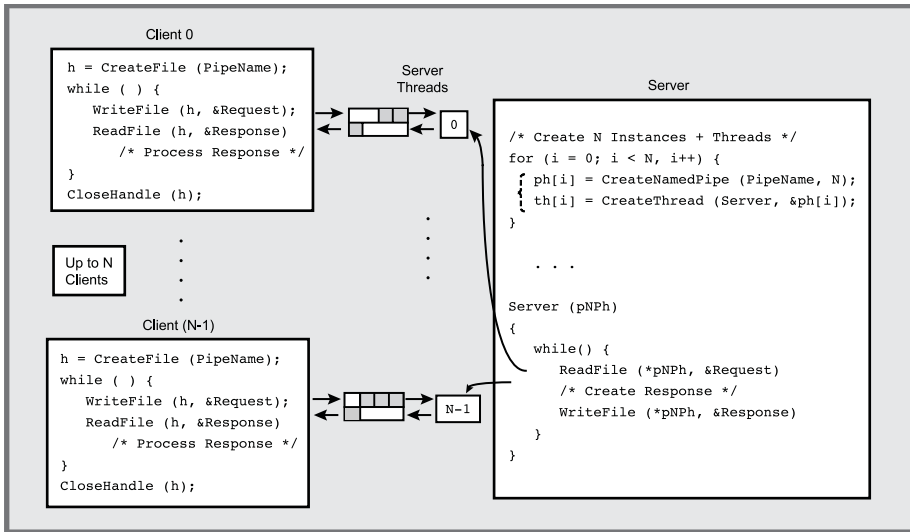 Client 0
h = CreateFile (PipeName);
while ( ) {
WriteFile (h, &Request);
ReadFile (h, &Response)
/* Process Response */
}
CloseHandle (h);
Server
Threads
0
Up to N
Clients
Client (N-1)
h = CreateFile (PipeName);
while ( ) {
WriteFile (h, &Request);
ReadFile (h, &Response)
/* Process Response */
}
CloseHandle (h);
N-1
Server
/* Create N Instances + Threads */
for (i = 0; i < N, i++) {
ph[i] = CreateNamedPipe (PipeName, N);
th[i] = CreateThread (Server, &ph[i]);
}
. . .
Server (pNPh)
{
while() {
ReadFile (*pNPh, &Request)
/* Create Response */
WriteFile (*pNPh, &Response)
}
}